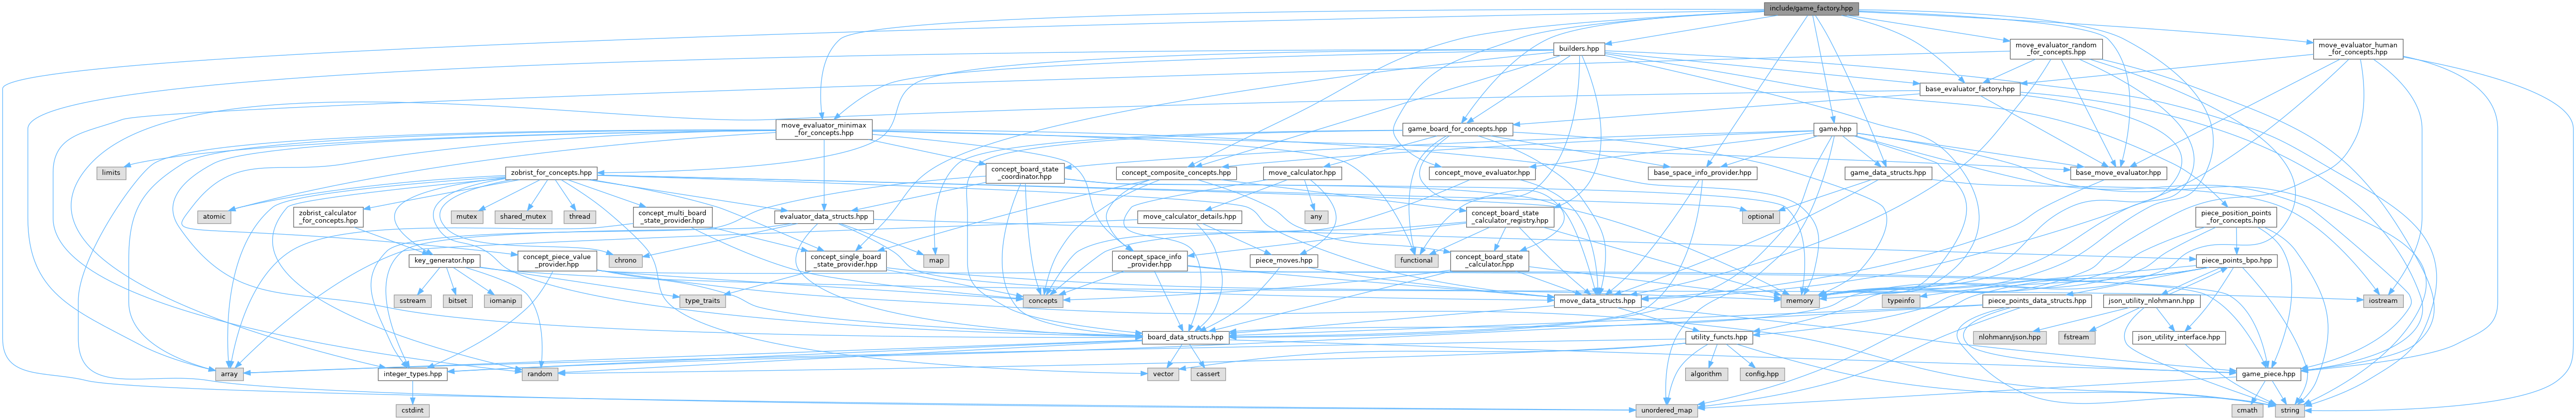 include/game_factory.hpp
builders.hpp
move_evaluator_random
_for_concepts.hpp
move_evaluator_human
_for_concepts.hpp
base_evaluator_factory.hpp
move_evaluator_minimax
_for_concepts.hpp
game_board_for_concepts.hpp
game.hpp
limits
zobrist_for_concepts.hpp
concept_board_state
_coordinator.hpp
concept_composite_concepts.hpp
move_calculator.hpp
concept_move_evaluator.hpp
base_space_info_provider.hpp
game_data_structs.hpp
base_move_evaluator.hpp
atomic
zobrist_calculator
_for_concepts.hpp
mutex
shared_mutex
thread
concept_multi_board
_state_provider.hpp
evaluator_data_structs.hpp
move_calculator_details.hpp
any
concept_board_state
_calculator_registry.hpp
optional
piece_position_points
_for_concepts.hpp
key_generator.hpp
concept_piece_value
_provider.hpp
chrono
concept_single_board
_state_provider.hpp
map
concept_space_info
_provider.hpp
piece_moves.hpp
functional
concept_board_state
_calculator.hpp
piece_points_bpo.hpp
sstream
bitset
iomanip
type_traits
concepts
move_data_structs.hpp
memory
typeinfo
piece_points_data_structs.hpp
json_utility_nlohmann.hpp
iostream
board_data_structs.hpp
utility_functs.hpp
nlohmann/json.hpp
fstream
json_utility_interface.hpp
array
integer_types.hpp
random
vector
cassert
algorithm
config.hpp
game_piece.hpp
cstdint
unordered_map
cmath
string